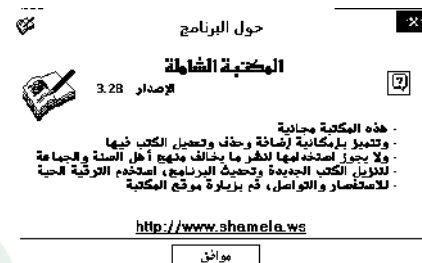 حول البرنامج
المكتبة الشاملة
الإصدار 3.28
- هذه المكتبة مجانية
- وتتميز بإمكانية إضافة وحذف وتعديل الكتب فيها
- ولا يجوز استخدامها لنشر ما يخالف منهج أهل السنة والجماعة
- لتنزيل الكتب الجديدة وتحديث البرنامج، استخدم الترقية الحية
- للاستفسار والتواصل، قم بزيارة موقع المكتبة
http://www.shamela.ws
موافق